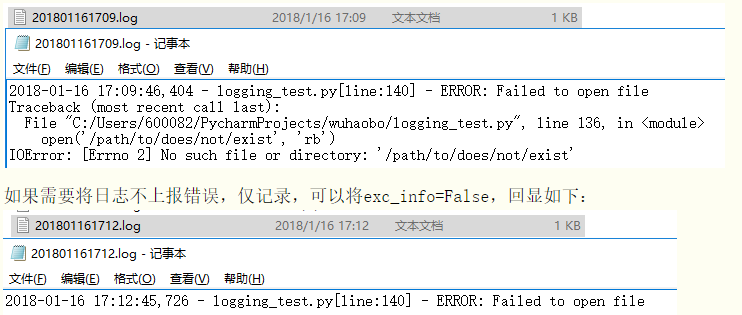 201801161709.log 2018/1/16 17:09 文本文档 1 KB
201801161709.log - 记事本
文件(F) 编辑(E) 格式(O) 查看(V) 帮助(H)
2018-01-16 17:09:46,404 - logging_test.py[line:140] - ERROR: Failed to open file
Traceback (most recent call last):
  File "C:/Users/600082/PycharmProjects/wuhaobo/logging_test.py", line 136, in <module>
    open('/path/to/does/not/exist', 'rb')
IOError: [Errno 2] No such file or directory: '/path/to/does/not/exist'
如果需要将日志不上报错误，仅记录，可以将exc_info=False，回显如下：
201801161712.log 2018/1/16 17:12 文本文档 1 KB
201801161712.log - 记事本
文件(F) 编辑(E) 格式(O) 查看(V) 帮助(H)
2018-01-16 17:12:45,726 - logging_test.py[line:140] - ERROR: Failed to open file